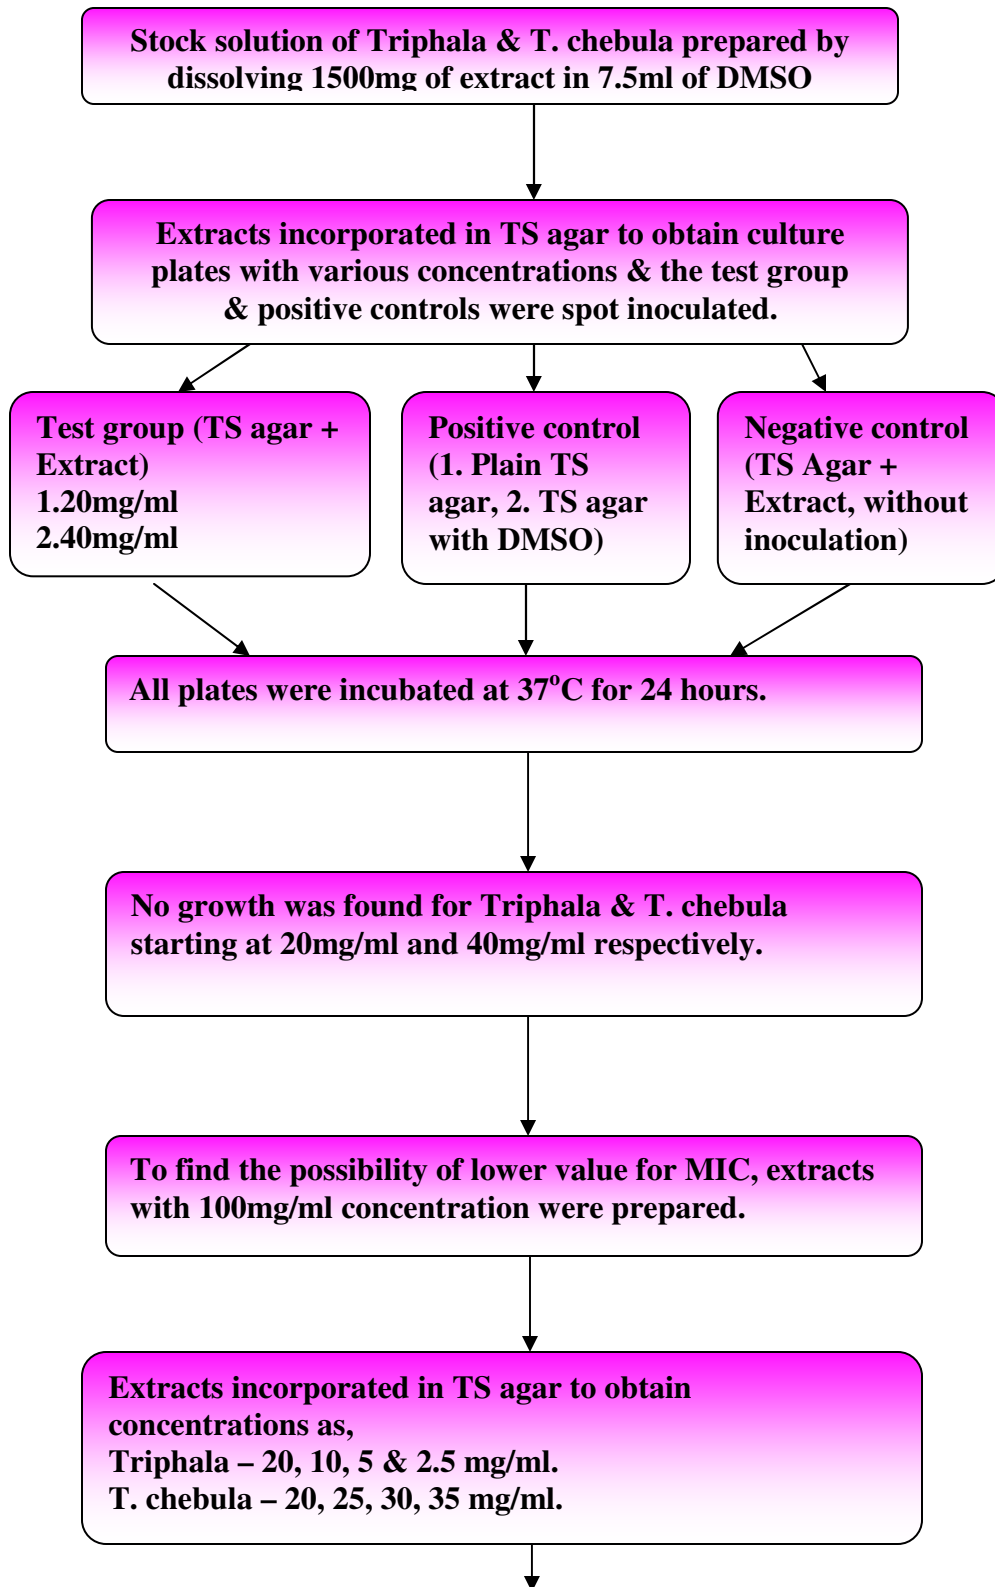 Stock solution of Triphala & T. chebula prepared by
dissolving 1500mg of extract in 7.5ml of DMSO
Extracts incorporated in TS agar to obtain culture
plates with various concentrations & the test group
& positive controls were spot inoculated.
Test group (TS agar +
Extract)
1.20mg/ml
2.40mg/ml
Positive control
(1. Plain TS
agar, 2. TS agar
with DMSO)
Negative control
(TS Agar +
Extract, without
inoculation)
All plates were incubated at 37°C for 24 hours.
No growth was found for Triphala & T. chebula
starting at 20mg/ml and 40mg/ml respectively.
To find the possibility of lower value for MIC, extracts
with 100mg/ml concentration were prepared.
Extracts incorporated in TS agar to obtain
concentrations as,
Triphala – 20, 10, 5 & 2.5 mg/ml.
T. chebula – 20, 25, 30, 35 mg/ml.